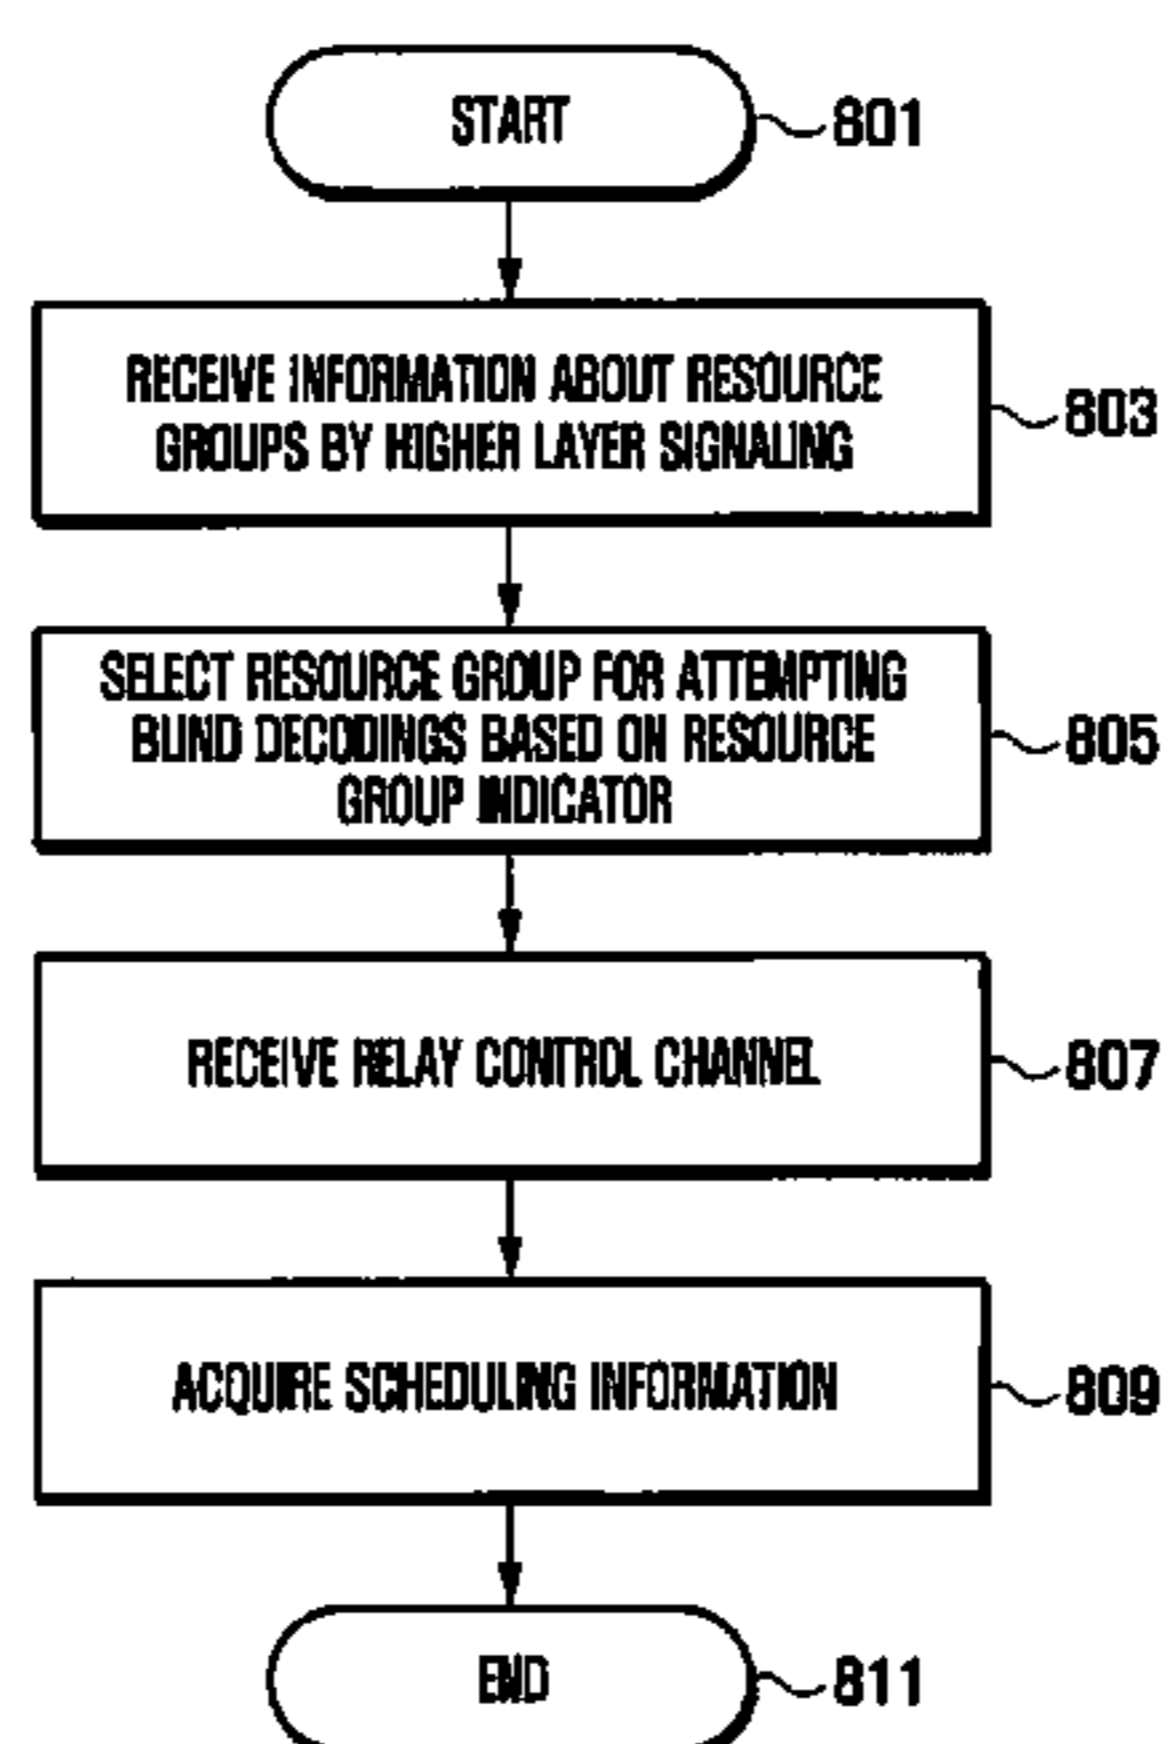 START
801
RECEIVE INFORMATION ABOUT RESOURCE
GROUPS BY HIGHER LAYER SIGNALING
803
SELECT RESOURCE GROUP FOR ATTEMPTING
BLIND DECODINGS BASED ON RESOURCE
GROUP INDICATOR
805
RECEIVE RELAY CONTROL CHANNEL
807
ACQUIRE SCHEDULING INFORMATION
809
END
811